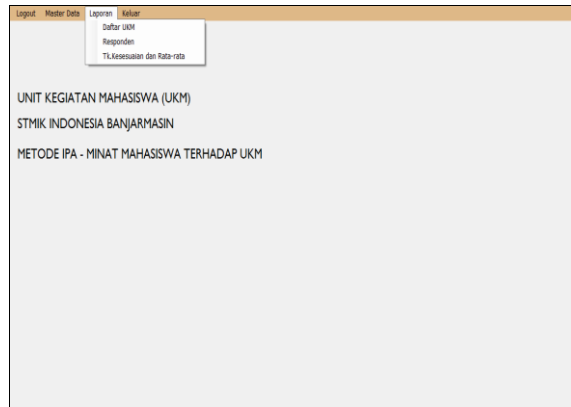 Logout Master Data Laporan Keluar
Daftar UKM
Responden
Tk.Kesesuaian dan Rata-rata
UNIT KEGIATAN MAHASISWA (UKM)
STMIK INDONESIA BANJARMASIN
METODE IPA - MINAT MAHASISWA TERHADAP UKM